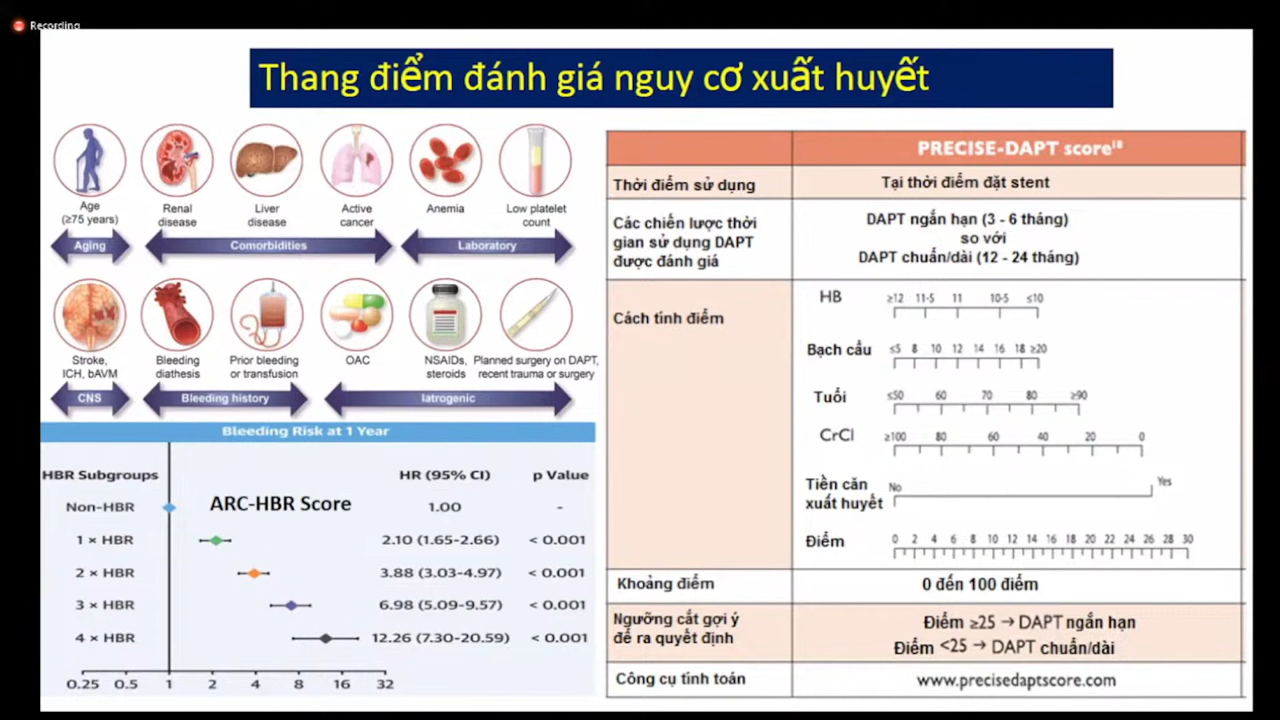 Recording
Thang điểm đánh giá nguy cơ xuất huyết
Age
(≥75 years)
Renal
disease
Liver
disease
Active
cancer
Anemia
Low platelet
count
Aging
Comorbidities
Laboratory
Stroke,
ICH, bAVM
Bleeding
diathesis
Prior bleeding
or transfusion
OAC
NSAIDs,
steroids
Planned surgery on DAPT,
recent trauma or surgery
CNS
Bleeding history
Iatrogenic
Bleeding Risk at 1 Year
HBR Subgroups HR (95% CI) p Value
ARC-HBR Score
Non-HBR 1.00 -
1 × HBR 2.10 (1.65-2.66) < 0.001
2 × HBR 3.88 (3.03-4.97) < 0.001
3 × HBR 6.98 (5.09-9.57) < 0.001
4 × HBR 12.26 (7.30-20.59) < 0.001
0.25 0.5 1 2 4 8 16 32
PRECISE-DAPT score¹⁸
Thời điểm sử dụng
Tại thời điểm đặt stent
Các chiến lược thời
gian sử dụng DAPT
được đánh giá
DAPT ngắn hạn (3 - 6 tháng)
so với
DAPT chuẩn/dài (12 - 24 tháng)
Cách tính điểm
HB ≥12 11-5 11 10-5 ≤10
Bạch cầu ≤5 8 10 12 14 16 18 ≥20
Tuổi ≤50 60 70 80 ≥90
CrCl ≥100 80 60 40 20 0
Tiền căn
xuất huyết
No Yes
Điểm 0 2 4 6 8 10 12 14 16 18 20 22 24 26 28 30
Khoảng điểm
0 đến 100 điểm
Ngưỡng cắt gợi ý
để ra quyết định
Điểm ≥25 → DAPT ngắn hạn
Điểm <25 → DAPT chuẩn/dài
Công cụ tính toán
www.precisedaptscore.com